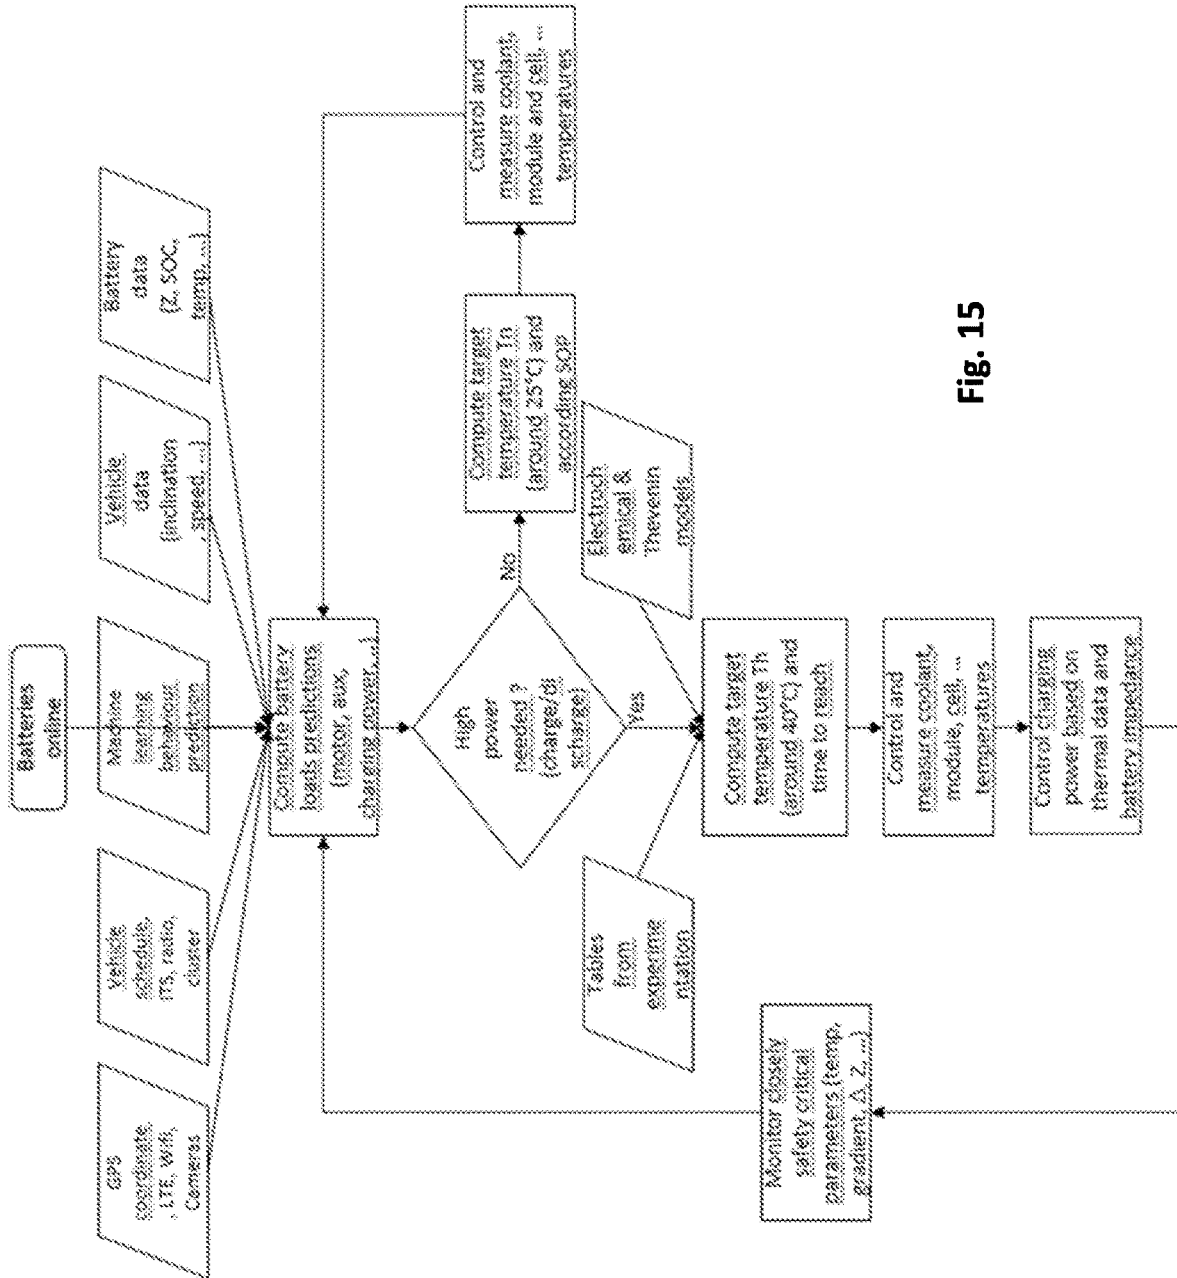 Batteries
online
GPS
coordinate
, LTE, Wifi,
Cameras
Vehicle
schedule,
ITS, radio,
cluster
Machine
learning
behavioral
prediction
Vehicle
data
(inclination
, speed, ...)
Battery
data
(Z, SOC,
temp, ...)
Compute battery
loads predictions
(motor, aux,
charging power, ...)
High
power
needed ?
(charge/di
scharge)
No
Yes
Compute target
temperature Tn
(around 25°C) and
according SOP
Control and
measure coolant,
module and cell, ...
temperatures
Tables
from
experime
ntation
Electroch
emical &
Thevenin
models
Compute target
temperature Th
(around 40°C) and
time to reach
Control and
measure coolant,
module, cell, ...
temperatures
Control charging
power based on
thermal data and
battery impedance
Monitor closely
safety critical
parameters (temp,
gradient, Δ, Z, ...)
Fig. 15